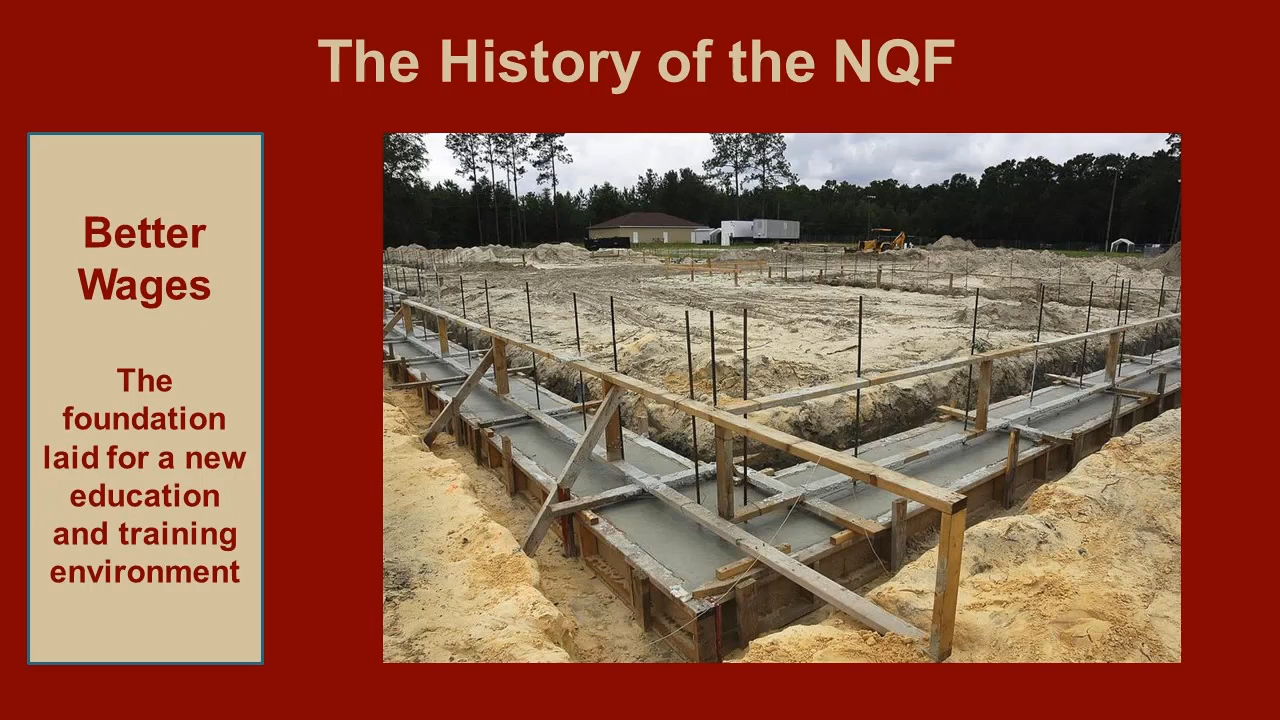 The History of the NQF
Better
Wages
The
foundation
laid for a new
education
and training
environment